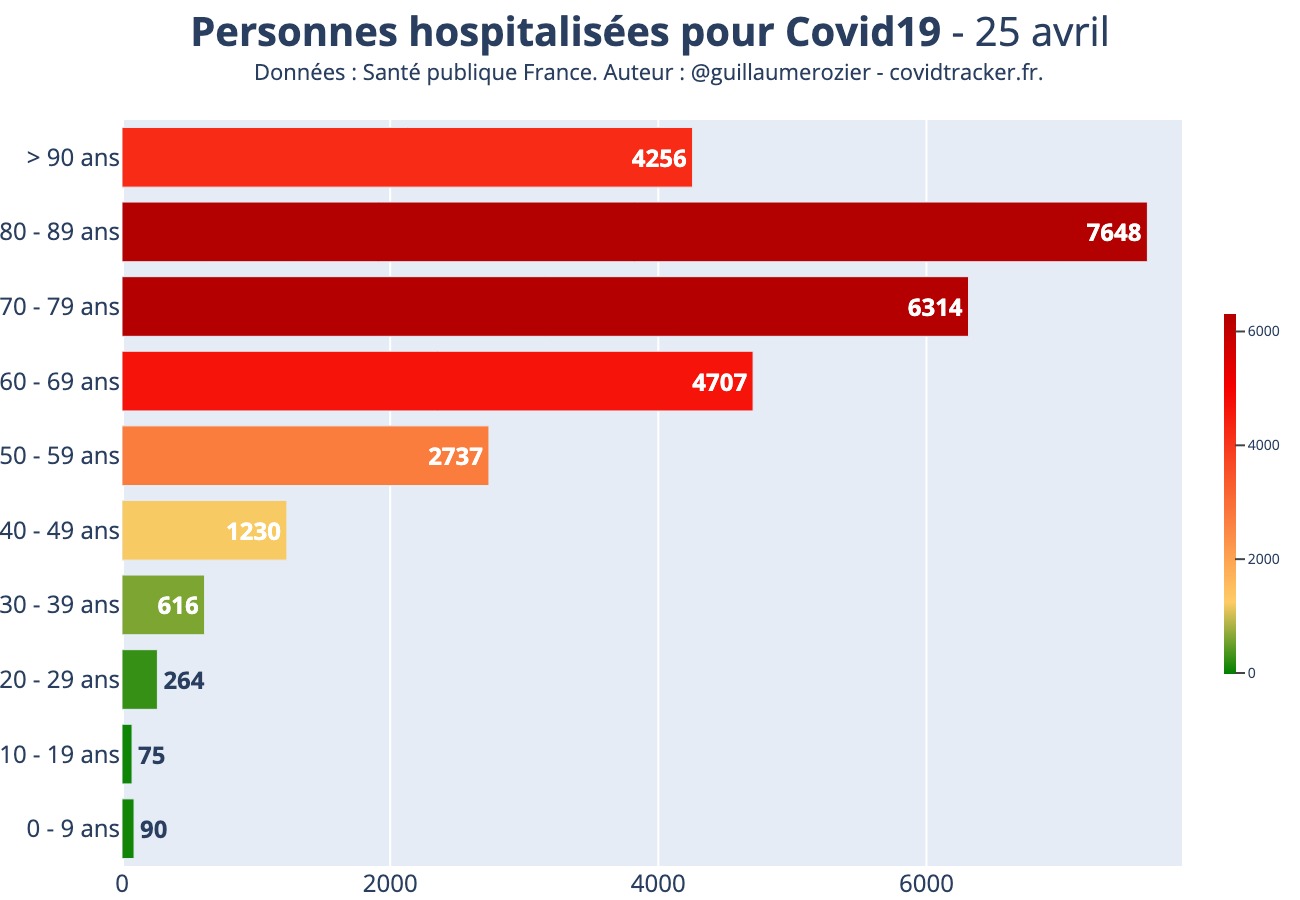 Personnes hospitalisées pour Covid19 - 25 avril
Données : Santé publique France. Auteur : @guillaumerozier - covidtracker.fr.
> 90 ans 4256
80 - 89 ans 7648
70 - 79 ans 6314
60 - 69 ans 4707
50 - 59 ans 2737
40 - 49 ans 1230
30 - 39 ans 616
20 - 29 ans 264
10 - 19 ans 75
0 - 9 ans 90
0 2000 4000 6000
6000
4000
2000
0